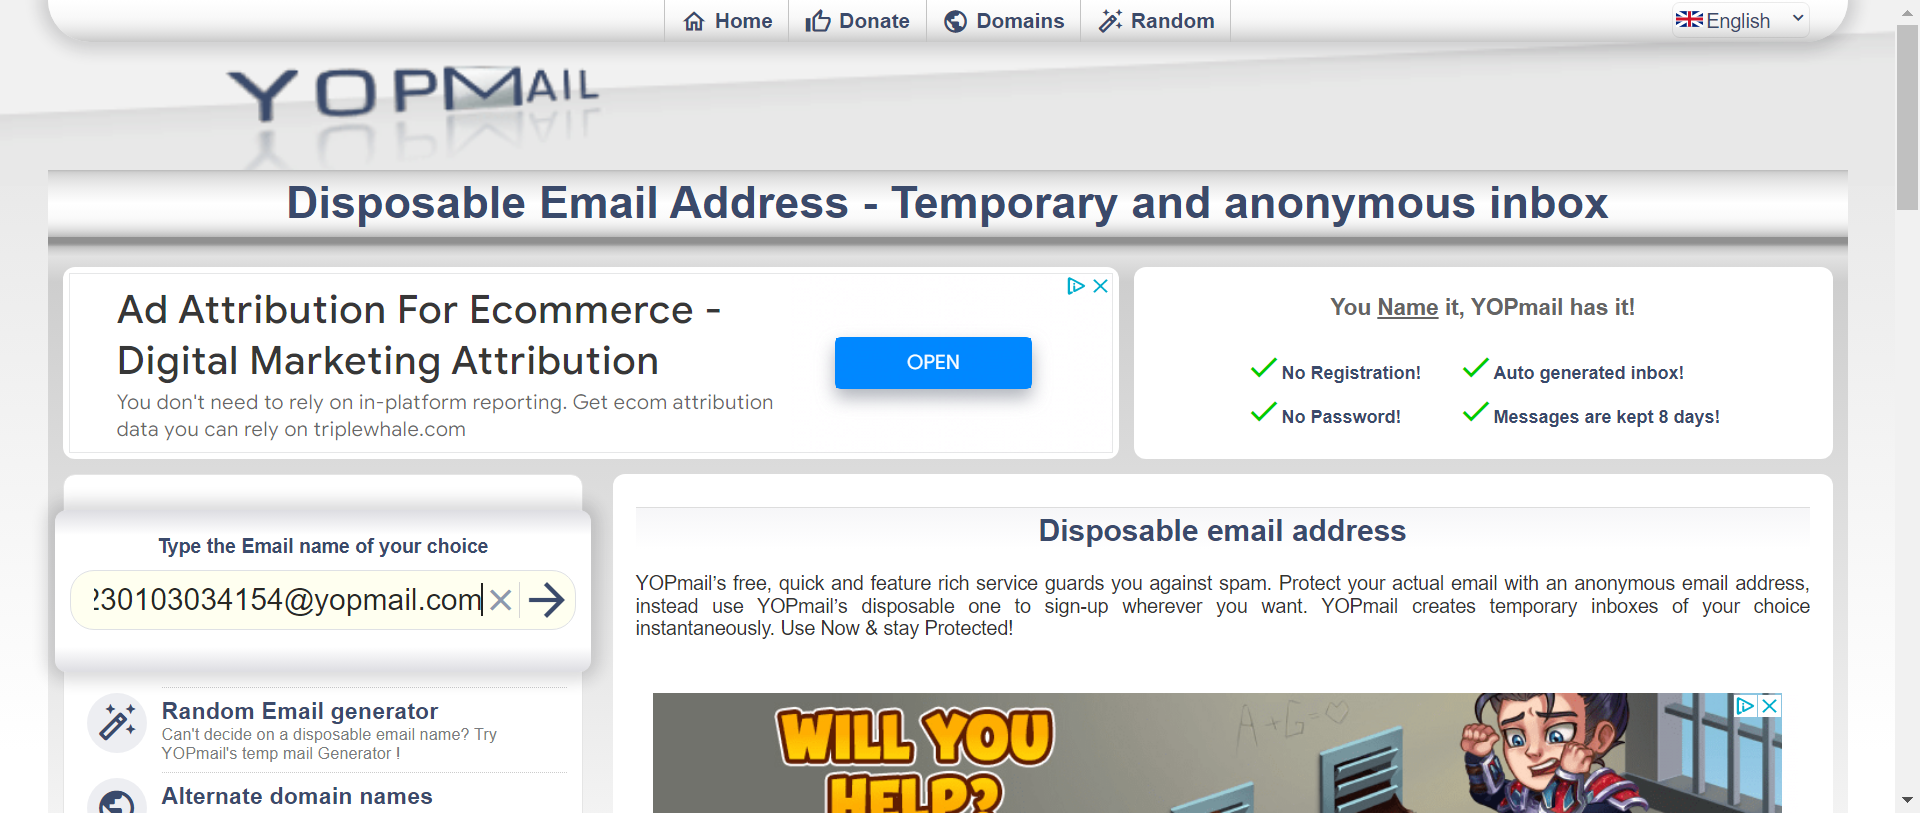 Home
Donate
Domains
Random
English
YOPMAIL
Disposable Email Address - Temporary and anonymous inbox
Ad Attribution For Ecommerce -
Digital Marketing Attribution
You don't need to rely on in-platform reporting. Get ecom attribution
data you can rely on triplewhale.com
OPEN
You Name it, YOPmail has it!
No Registration!
Auto generated inbox!
No Password!
Messages are kept 8 days!
Type the Email name of your choice
230103034154@yopmail.com
Random Email generator
Can't decide on a disposable email name? Try
YOPmail's temp mail Generator !
Alternate domain names
Disposable email address
YOPmail's free, quick and feature rich service guards you against spam. Protect your actual email with an anonymous email address,
instead use YOPmail's disposable one to sign-up wherever you want. YOPmail creates temporary inboxes of your choice
instantaneously. Use Now & stay Protected!
WILL YOU
HELP?
A+G=♡